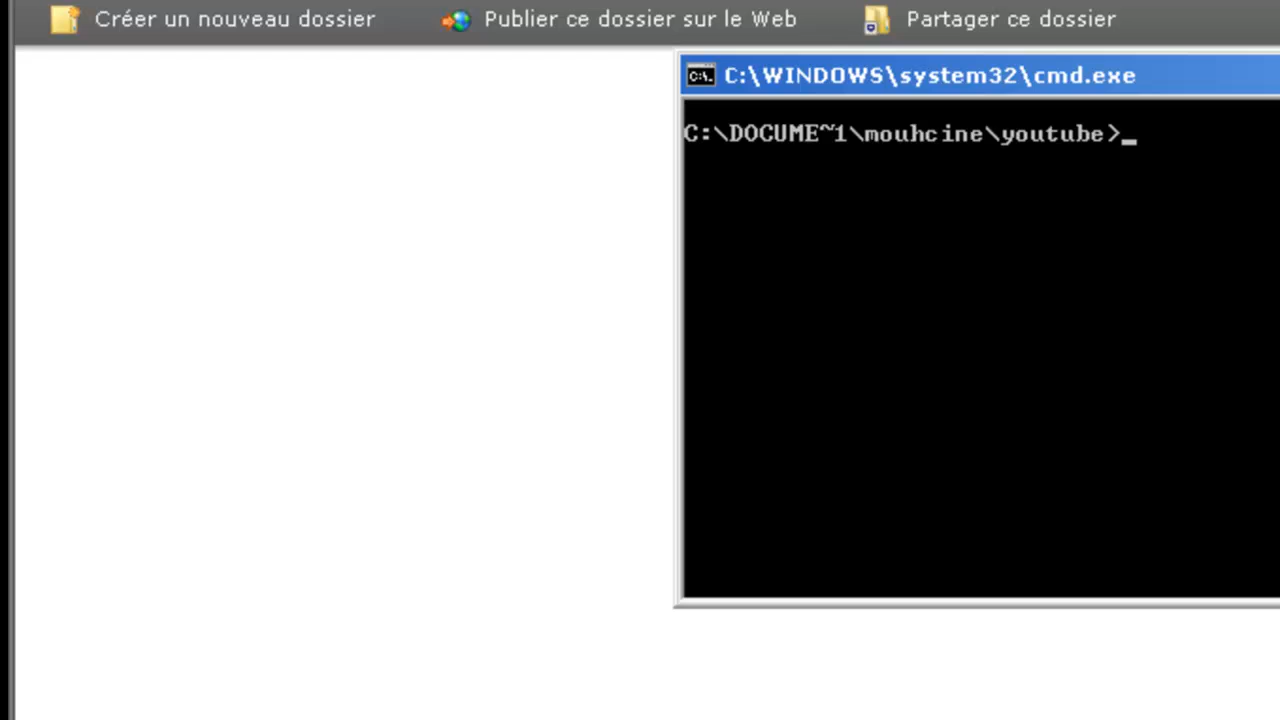 Créer un nouveau dossier Publier ce dossier sur le Web Partager ce dossier
C:\WINDOWS\system32\cmd.exe
C:\DOCUME~1\mouhcine\youtube>_